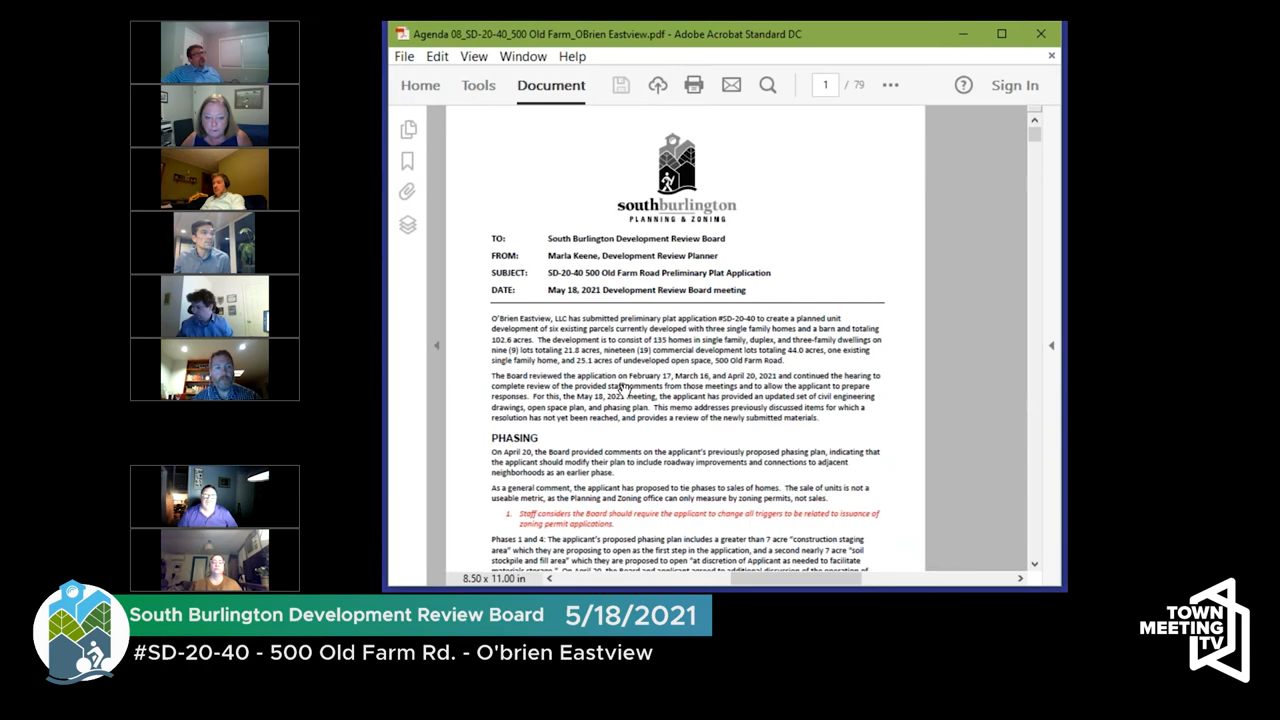 Agenda 08_SD-20-40_500 Old Farm_OBrien Eastview.pdf - Adobe Acrobat Standard DC
File Edit View Window Help
Home Tools Document 1 / 79 Sign In
southburlington
PLANNING & ZONING
TO: South Burlington Development Review Board
FROM: Marla Keene, Development Review Planner
SUBJECT: SD-20-40 500 Old Farm Road Preliminary Plat Application
DATE: May 18, 2021 Development Review Board meeting
O'Brien Eastview, LLC has submitted preliminary plat application #SD-20-40 to create a planned unit
development of six existing parcels currently developed with three single family homes and a barn and totaling
102.6 acres. The development is to consist of 135 homes in single family, duplex, and three-family dwellings on
nine (9) lots totaling 21.8 acres, nineteen (19) commercial development lots totaling 44.0 acres, one existing
single family home, and 25.1 acres of undeveloped open space, 500 Old Farm Road.
The Board reviewed the application on February 17, March 16, and April 20, 2021 and continued the hearing to
complete review of the provided staff comments from those meetings and to allow the applicant to prepare
responses. For this, the May 18, 2021 meeting, the applicant has provided an updated set of civil engineering
drawings, open space plan, and phasing plan. This memo addresses previously discussed items for which a
resolution has not yet been reached, and provides a review of the newly submitted materials.
PHASING
On April 20, the Board provided comments on the applicant's previously proposed phasing plan, indicating that
the applicant should modify their plan to include roadway improvements and connections to adjacent
neighborhoods as an earlier phase.
As a general comment, the applicant has proposed to tie phases to sales of homes. The sale of units is not a
useable metric, as the Planning and Zoning office can only measure by zoning permits, not sales.
1. Staff considers the Board should require the applicant to change all triggers to be related to issuance of
zoning permit applications.
Phases 1 and 4: The applicant's proposed phasing plan includes a greater than 7 acre "construction staging
area" which they are proposing to open as the first step in the application, and a second nearly 7 acre "soil
stockpile and fill area" which they are proposed to open "at discretion of Applicant as needed to facilitate
materials storage." On April 20, the Board and applicant agreed to additional discussion of the
8.50 x 11.00 in
South Burlington Development Review Board 5/18/2021
#SD-20-40 - 500 Old Farm Rd. - O'brien Eastview
TOWN
MEETING
TV